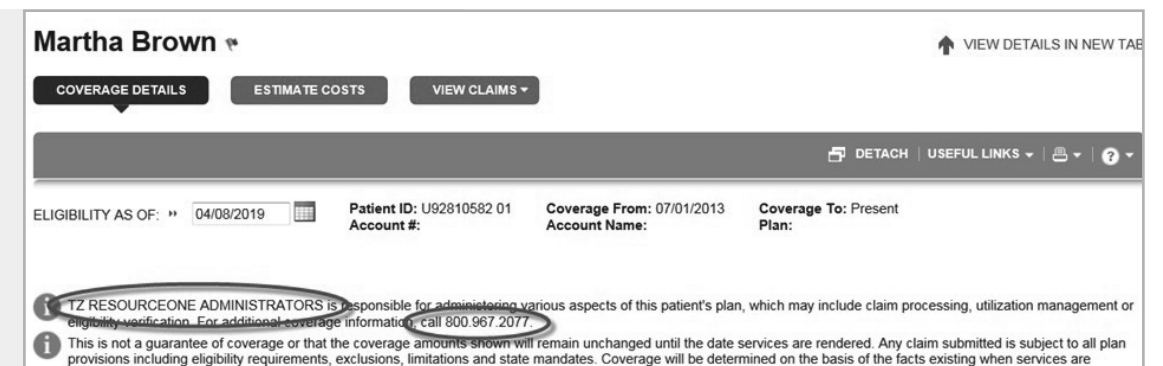 Martha Brown
VIEW DETAILS IN NEW TAB
COVERAGE DETAILS ESTIMATE COSTS VIEW CLAIMS
DETACH | USEFUL LINKS | | ?
ELIGIBILITY AS OF: 04/08/2019 Patient ID: U92810582 01 Coverage From: 07/01/2013 Coverage To: Present
Account #: Account Name: Plan:
TZ RESOURCEONE ADMINISTRATORS is responsible for administering various aspects of this patient's plan, which may include claim processing, utilization management or
eligibility verification. For additional coverage information, call 800.967.2077.
This is not a guarantee of coverage or that the coverage amounts shown will remain unchanged until the date services are rendered. Any claim submitted is subject to all plan
provisions including eligibility requirements, exclusions, limitations and state mandates. Coverage will be determined on the basis of the facts existing when services are